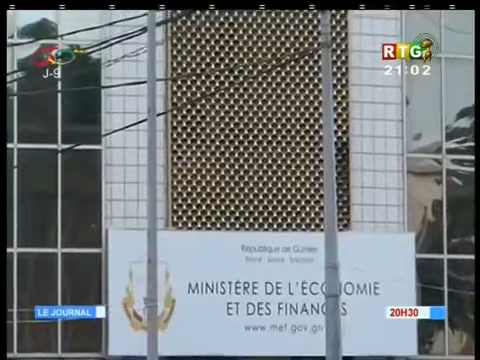 J-9
RTG
21:02
République de Guinée
MINISTÈRE DE L'ÉCONOMIE
ET DES FINANCES
www.mef.gov.gn
LE JOURNAL
20H30